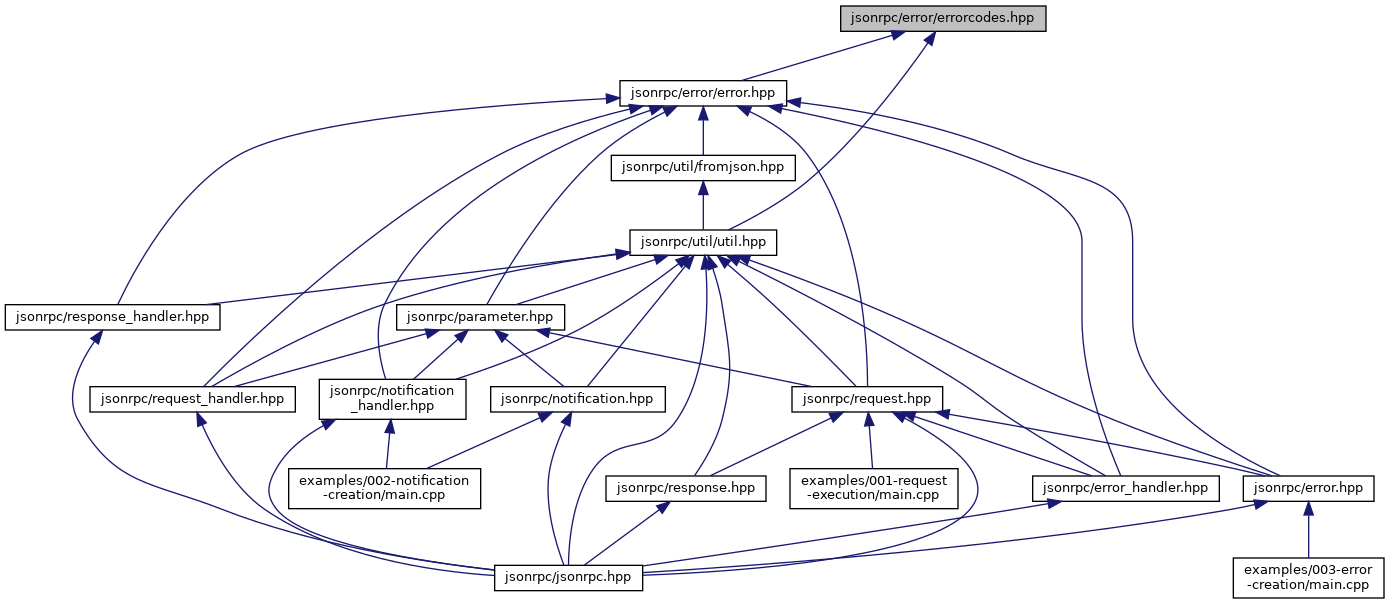 jsonrpc/error/errorcodes.hpp
jsonrpc/error/error.hpp
jsonrpc/util/fromjson.hpp
jsonrpc/util/util.hpp
jsonrpc/response_handler.hpp
jsonrpc/parameter.hpp
jsonrpc/request_handler.hpp
jsonrpc/notification
_handler.hpp
jsonrpc/notification.hpp
jsonrpc/request.hpp
examples/002-notification
-creation/main.cpp
jsonrpc/response.hpp
examples/001-request
-execution/main.cpp
jsonrpc/error_handler.hpp
jsonrpc/error.hpp
jsonrpc/jsonrpc.hpp
examples/003-error
-creation/main.cpp